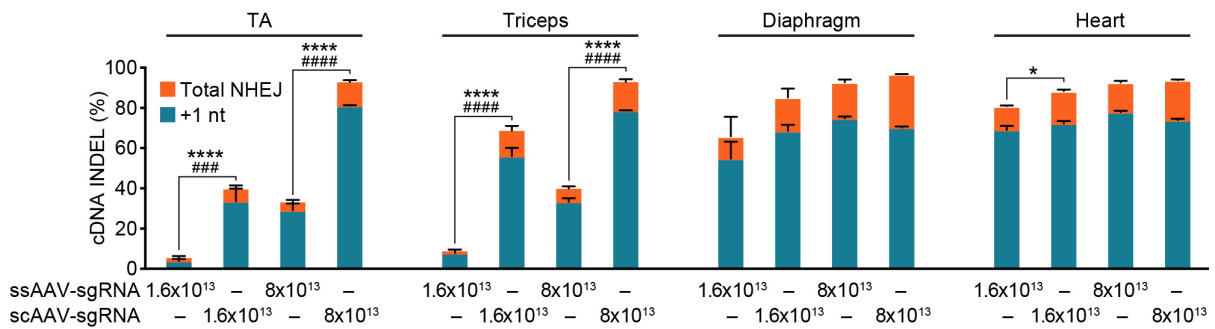 TA Triceps Diaphragm Heart
**** #### **** #### **** #### **** ### *
cDNA INDEL (%)
100
80
60
40
20
0
Total NHEJ
+1 nt
ssAAV-sgRNA 1.6x10¹³ – 8x10¹³ – 1.6x10¹³ – 8x10¹³ – 1.6x10¹³ – 8x10¹³ – 1.6x10¹³ – 8x10¹³ –
scAAV-sgRNA – 1.6x10¹³ – 8x10¹³ – 1.6x10¹³ – 8x10¹³ – 1.6x10¹³ – 8x10¹³ – 1.6x10¹³ – 8x10¹³